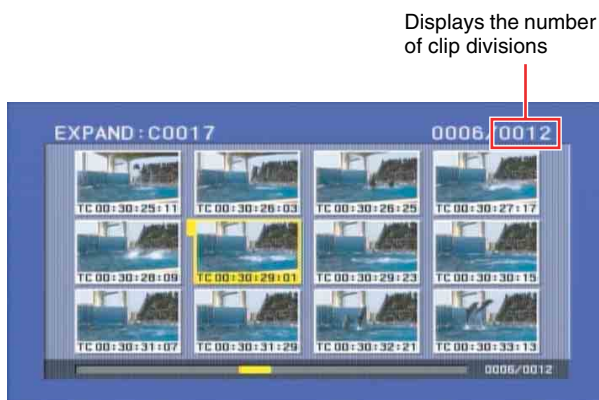 Displays the number
of clip divisions
EXPAND:C0017 0006/0012
TC 00:30:25:11 TC 00:30:26:03 TC 00:30:26:25 TC 00:30:27:17
TC 00:30:28:09 TC 00:30:29:01 TC 00:30:29:23 TC 00:30:30:15
TC 00:30:31:07 TC 00:30:31:29 TC 00:30:32:21 TC 00:30:33:13
0006/0012